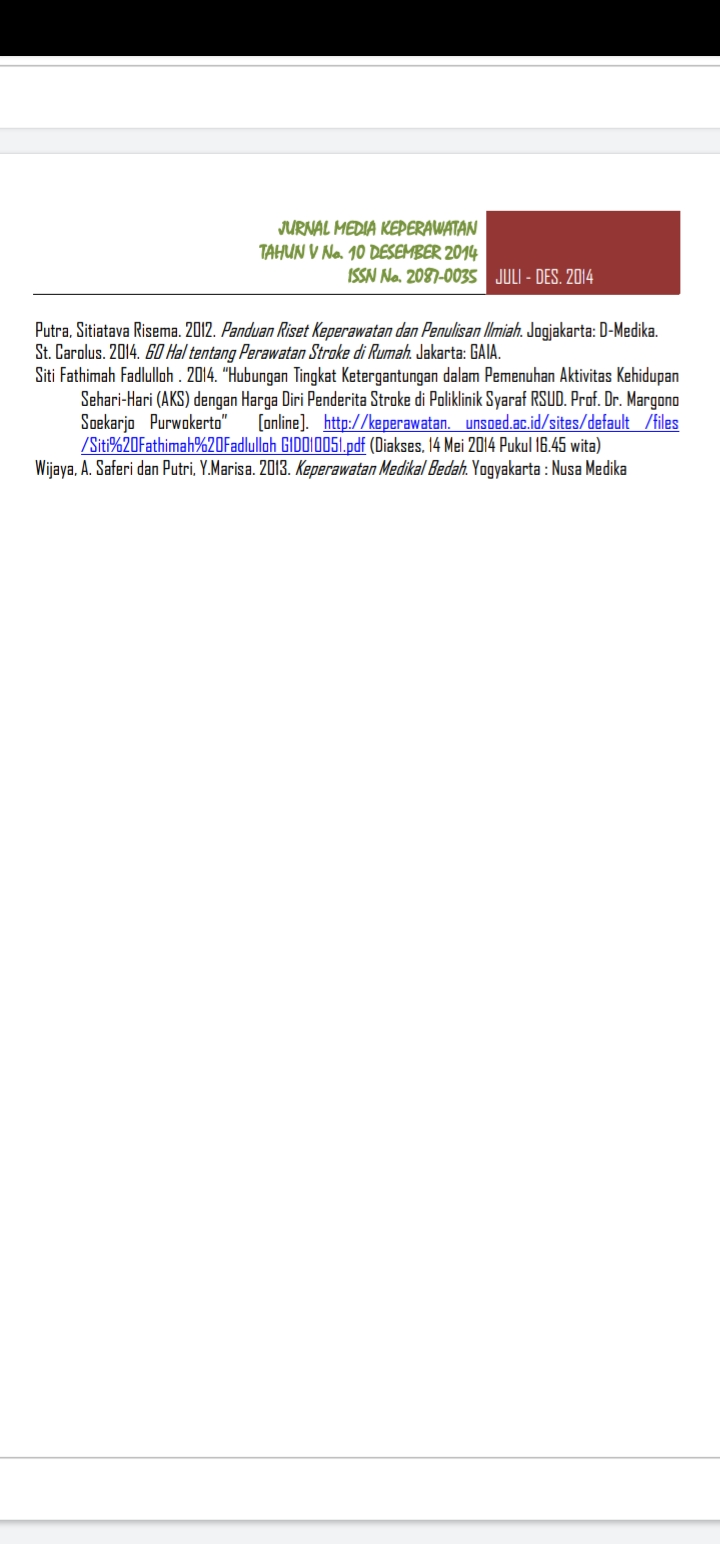 JURNAL MEDIA KEPERAWATAN
TAHUN V No. 10 DESEMBER 2014
ISSN No. 2087-0035
JULI - DES. 2014
Putra, Sitiatava Risema. 2012. Panduan Riset Keperawatan dan Penulisan Ilmiah. Jogjakarta: D-Medika.
St. Carolus. 2014. 60 Hal tentang Perawatan Stroke di Rumah. Jakarta: GAIA.
Siti Fathimah Fadlulloh . 2014. "Hubungan Tingkat Ketergantungan dalam Pemenuhan Aktivitas Kehidupan
Sehari-Hari (AKS) dengan Harga Diri Penderita Stroke di Poliklinik Syaraf RSUD. Prof. Dr. Margono
Soekarjo Purwokerto" [online]. http://keperawatan. unsoed.ac.id/sites/default /files
/Siti%20Fathimah%20Fadlulloh G1D010051.pdf (Diakses, 14 Mei 2014 Pukul 16.45 wita)
Wijaya, A. Saferi dan Putri, Y.Marisa. 2013. Keperawatan Medikal Bedah. Yogyakarta : Nusa Medika